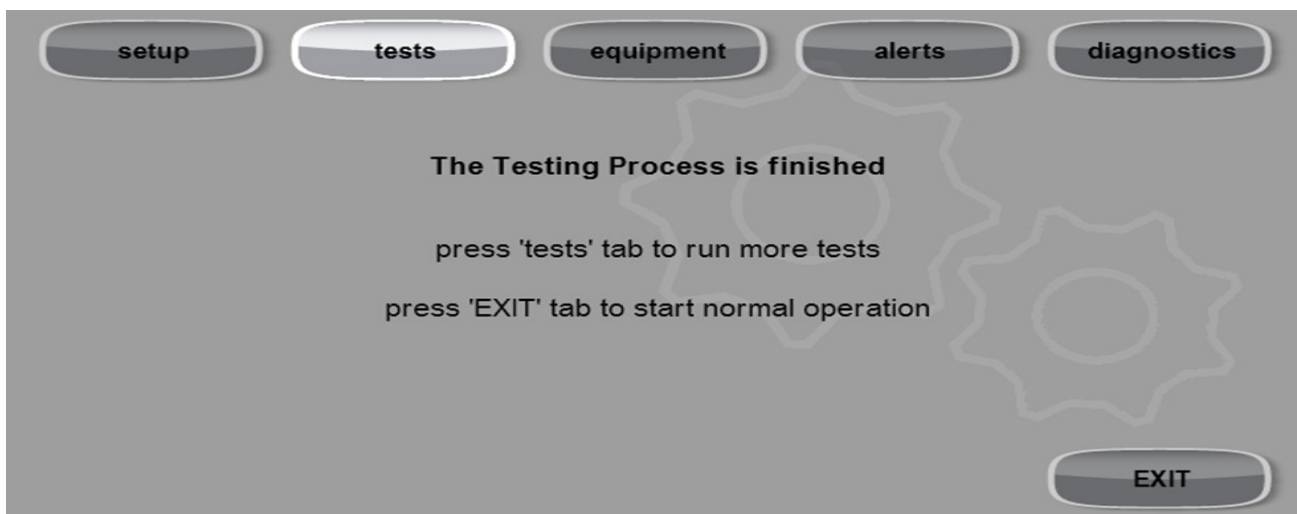 setup tests equipment alerts diagnostics
The Testing Process is finished
press 'tests' tab to run more tests
press 'EXIT' tab to start normal operation
EXIT